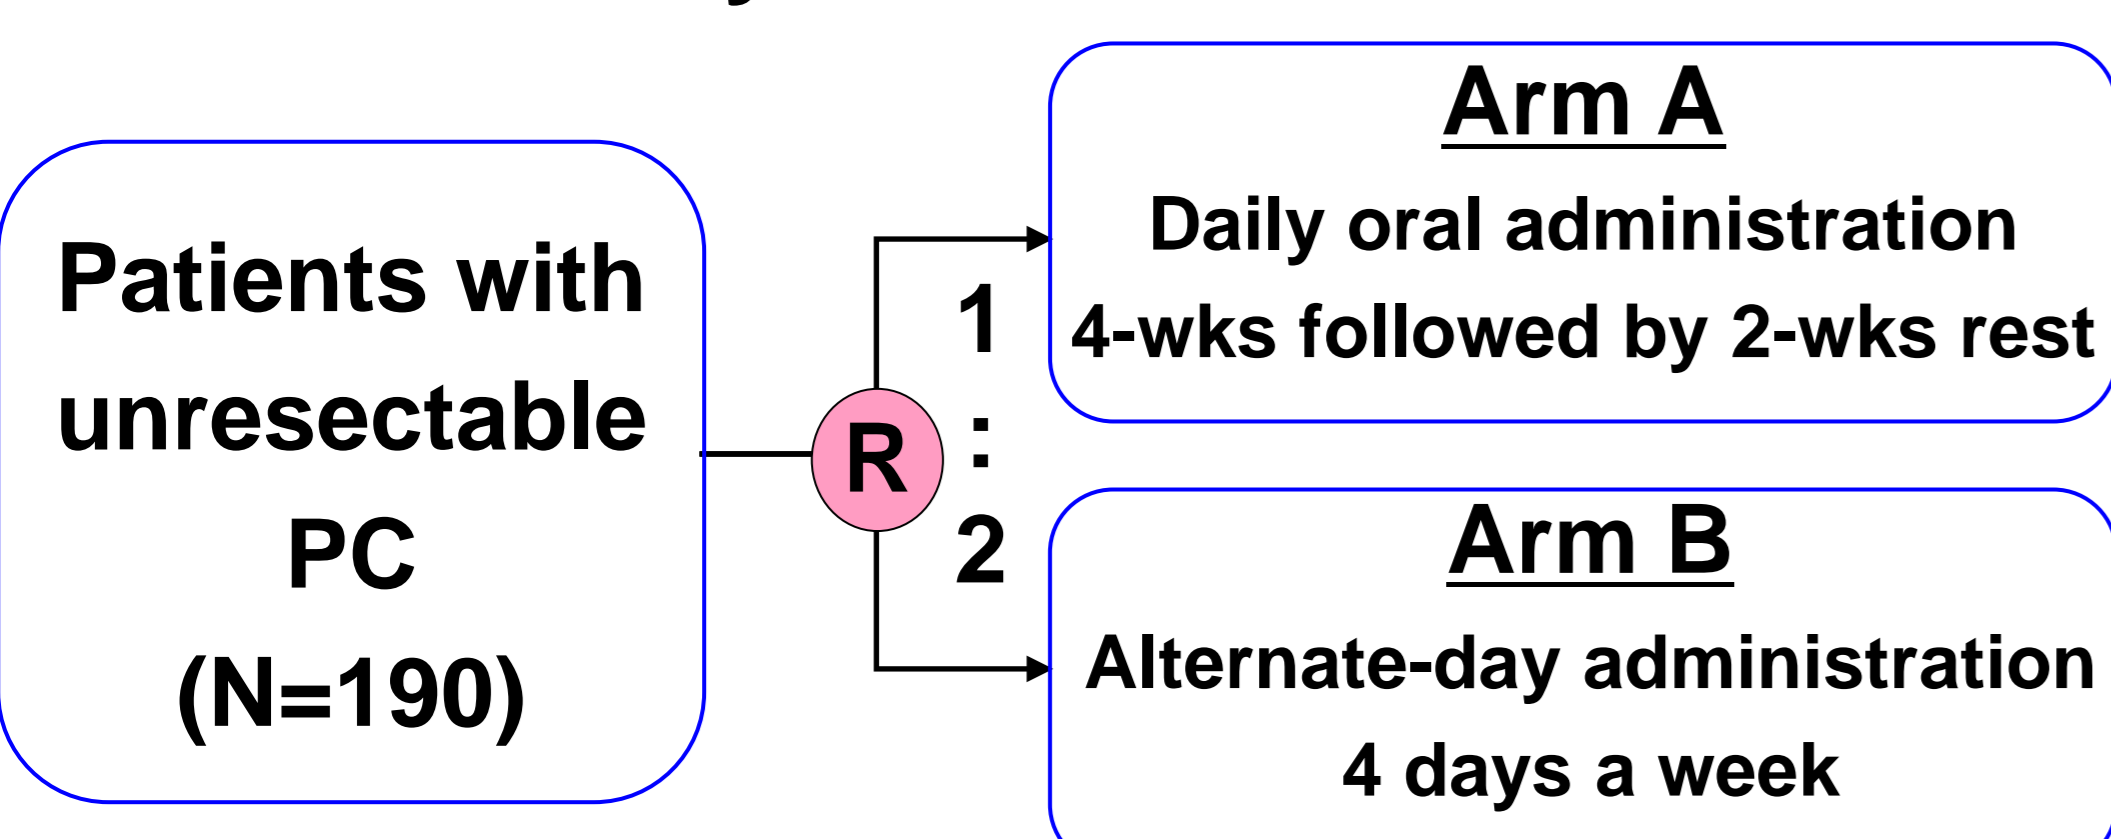 Patients with
unresectable
PC
(N=190)
R
1
:
2
Arm A
Daily oral administration
4-wks followed by 2-wks rest
Arm B
Alternate-day administration
4 days a week